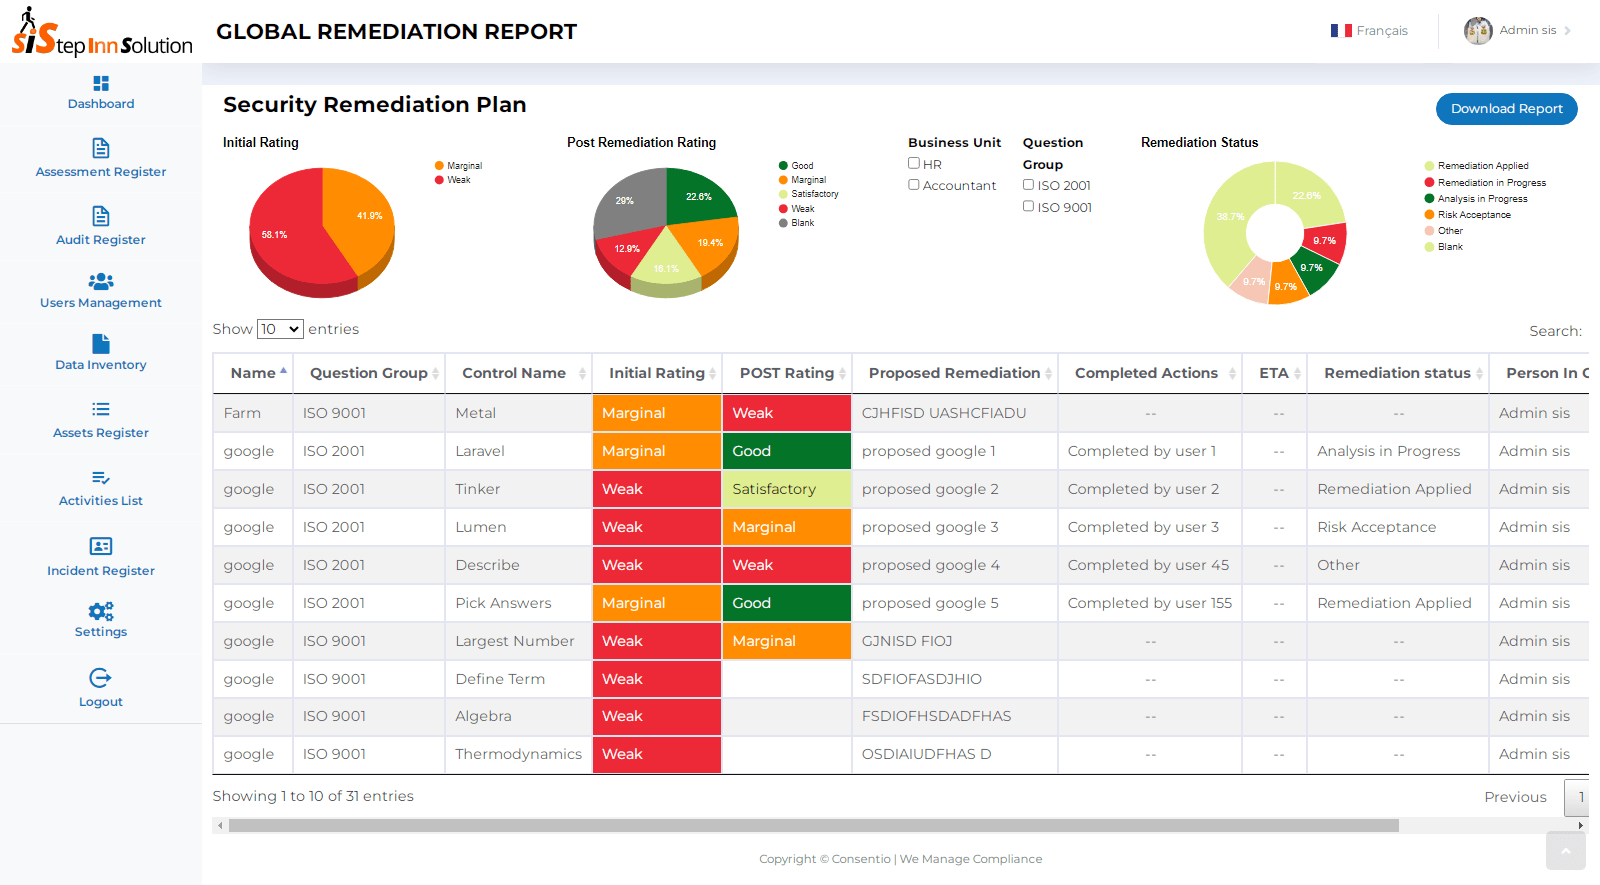 siStep Inn Solution
GLOBAL REMEDIATION REPORT
Français
Admin sis
Dashboard
Assessment Register
Audit Register
Users Management
Data Inventory
Assets Register
Activities List
Incident Register
Settings
Logout
Security Remediation Plan
Download Report
Initial Rating
Marginal
Weak
41.9%
58.1%
Post Remediation Rating
Good
Marginal
Satisfactory
Weak
Blank
29%
22.6%
19.4%
16.1%
12.9%
Business Unit
HR
Accountant
Question
Group
ISO 2001
ISO 9001
Remediation Status
Remediation Applied
Remediation in Progress
Analysis in Progress
Risk Acceptance
Other
Blank
22.6%
38.7%
9.7%
9.7%
9.7%
9.7%
Show 10 entries
Search:
Name Question Group Control Name Initial Rating POST Rating Proposed Remediation Completed Actions ETA Remediation status Person In C
Farm ISO 9001 Metal Marginal Weak CJHFISD UASHCFIADU -- -- -- Admin sis
google ISO 2001 Laravel Marginal Good proposed google 1 Completed by user 1 -- Analysis in Progress Admin sis
google ISO 2001 Tinker Weak Satisfactory proposed google 2 Completed by user 2 -- Remediation Applied Admin sis
google ISO 2001 Lumen Weak Marginal proposed google 3 Completed by user 3 -- Risk Acceptance Admin sis
google ISO 2001 Describe Weak Weak proposed google 4 Completed by user 45 -- Other Admin sis
google ISO 2001 Pick Answers Marginal Good proposed google 5 Completed by user 155 -- Remediation Applied Admin sis
google ISO 9001 Largest Number Weak Marginal GJNISD FIOJ -- -- -- Admin sis
google ISO 9001 Define Term Weak SDFIOFASDJHIO -- -- -- Admin sis
google ISO 9001 Algebra Weak FSDIOFHSDADFHAS -- -- -- Admin sis
google ISO 9001 Thermodynamics Weak OSDIAIUDFHAS D -- -- -- Admin sis
Showing 1 to 10 of 31 entries
Previous 1
Copyright © Consentio | We Manage Compliance